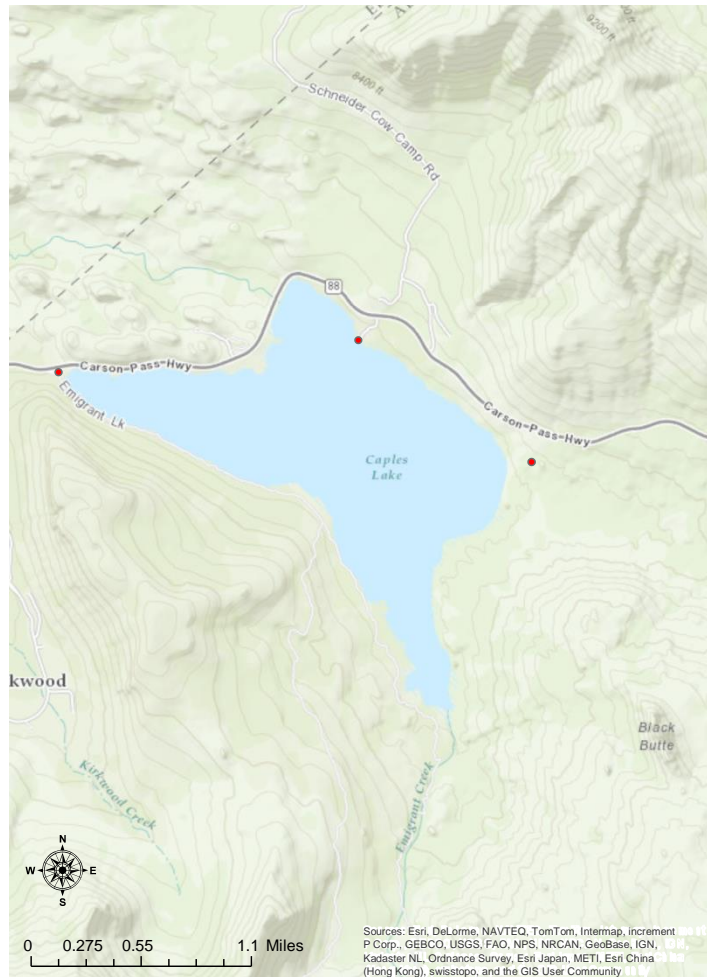 9200 ft
8400 ft
Schneider-Cow-Camp-Rd
88
Carson-Pass-Hwy
Emigrant Lk
Carson-Pass-Hwy
Caples
Lake
kwood
Black
Butte
Kirkwood Creek
Emigrant Creek
N
W E
S
0 0.275 0.55 1.1 Miles
Sources: Esri, DeLorme, NAVTEQ, TomTom, Intermap, increment
P Corp., GEBCO, USGS, FAO, NPS, NRCAN, GeoBase, IGN,
Kadaster NL, Ordnance Survey, Esri Japan, METI, Esri China
(Hong Kong), swisstopo, and the GIS User Community